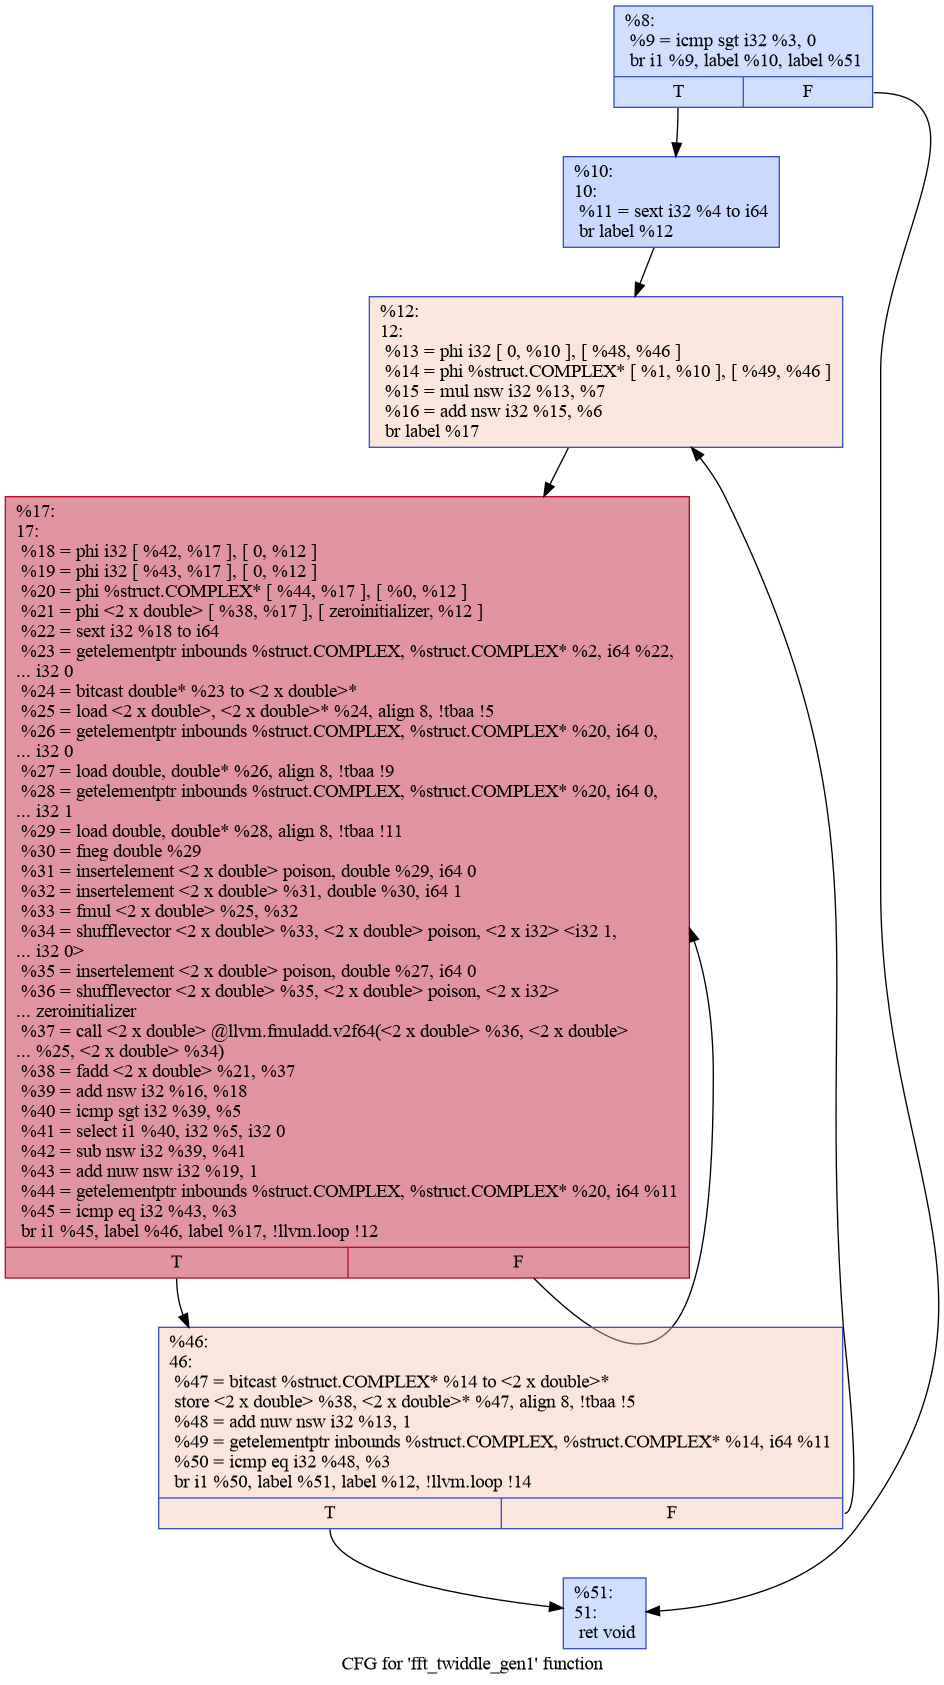 %8:
%9 = icmp sgt i32 %3, 0
br i1 %9, label %10, label %51
T
F
%10:
10:
%11 = sext i32 %4 to i64
br label %12
%12:
12:
%13 = phi i32 [ 0, %10 ], [ %48, %46 ]
%14 = phi %struct.COMPLEX* [ %1, %10 ], [ %49, %46 ]
%15 = mul nsw i32 %13, %7
%16 = add nsw i32 %15, %6
br label %17
%17:
17:
%18 = phi i32 [ %42, %17 ], [ 0, %12 ]
%19 = phi i32 [ %43, %17 ], [ 0, %12 ]
%20 = phi %struct.COMPLEX* [ %44, %17 ], [ %0, %12 ]
%21 = phi <2 x double> [ %38, %17 ], [ zeroinitializer, %12 ]
%22 = sext i32 %18 to i64
%23 = getelementptr inbounds %struct.COMPLEX, %struct.COMPLEX* %2, i64 %22,
... i32 0
%24 = bitcast double* %23 to <2 x double>*
%25 = load <2 x double>, <2 x double>* %24, align 8, !tbaa !5
%26 = getelementptr inbounds %struct.COMPLEX, %struct.COMPLEX* %20, i64 0,
... i32 0
%27 = load double, double* %26, align 8, !tbaa !9
%28 = getelementptr inbounds %struct.COMPLEX, %struct.COMPLEX* %20, i64 0,
... i32 1
%29 = load double, double* %28, align 8, !tbaa !11
%30 = fneg double %29
%31 = insertelement <2 x double> poison, double %29, i64 0
%32 = insertelement <2 x double> %31, double %30, i64 1
%33 = fmul <2 x double> %25, %32
%34 = shufflevector <2 x double> %33, <2 x double> poison, <2 x i32> <i32 1,
... i32 0>
%35 = insertelement <2 x double> poison, double %27, i64 0
%36 = shufflevector <2 x double> %35, <2 x double> poison, <2 x i32>
... zeroinitializer
%37 = call <2 x double> @llvm.fmuladd.v2f64(<2 x double> %36, <2 x double>
... %25, <2 x double> %34)
%38 = fadd <2 x double> %21, %37
%39 = add nsw i32 %16, %18
%40 = icmp sgt i32 %39, %5
%41 = select i1 %40, i32 %5, i32 0
%42 = sub nsw i32 %39, %41
%43 = add nuw nsw i32 %19, 1
%44 = getelementptr inbounds %struct.COMPLEX, %struct.COMPLEX* %20, i64 %11
%45 = icmp eq i32 %43, %3
br i1 %45, label %46, label %17, !llvm.loop !12
T
F
%46:
46:
%47 = bitcast %struct.COMPLEX* %14 to <2 x double>*
store <2 x double> %38, <2 x double>* %47, align 8, !tbaa !5
%48 = add nuw nsw i32 %13, 1
%49 = getelementptr inbounds %struct.COMPLEX, %struct.COMPLEX* %14, i64 %11
%50 = icmp eq i32 %48, %3
br i1 %50, label %51, label %12, !llvm.loop !14
T
F
%51:
51:
ret void
CFG for 'fft_twiddle_gen1' function